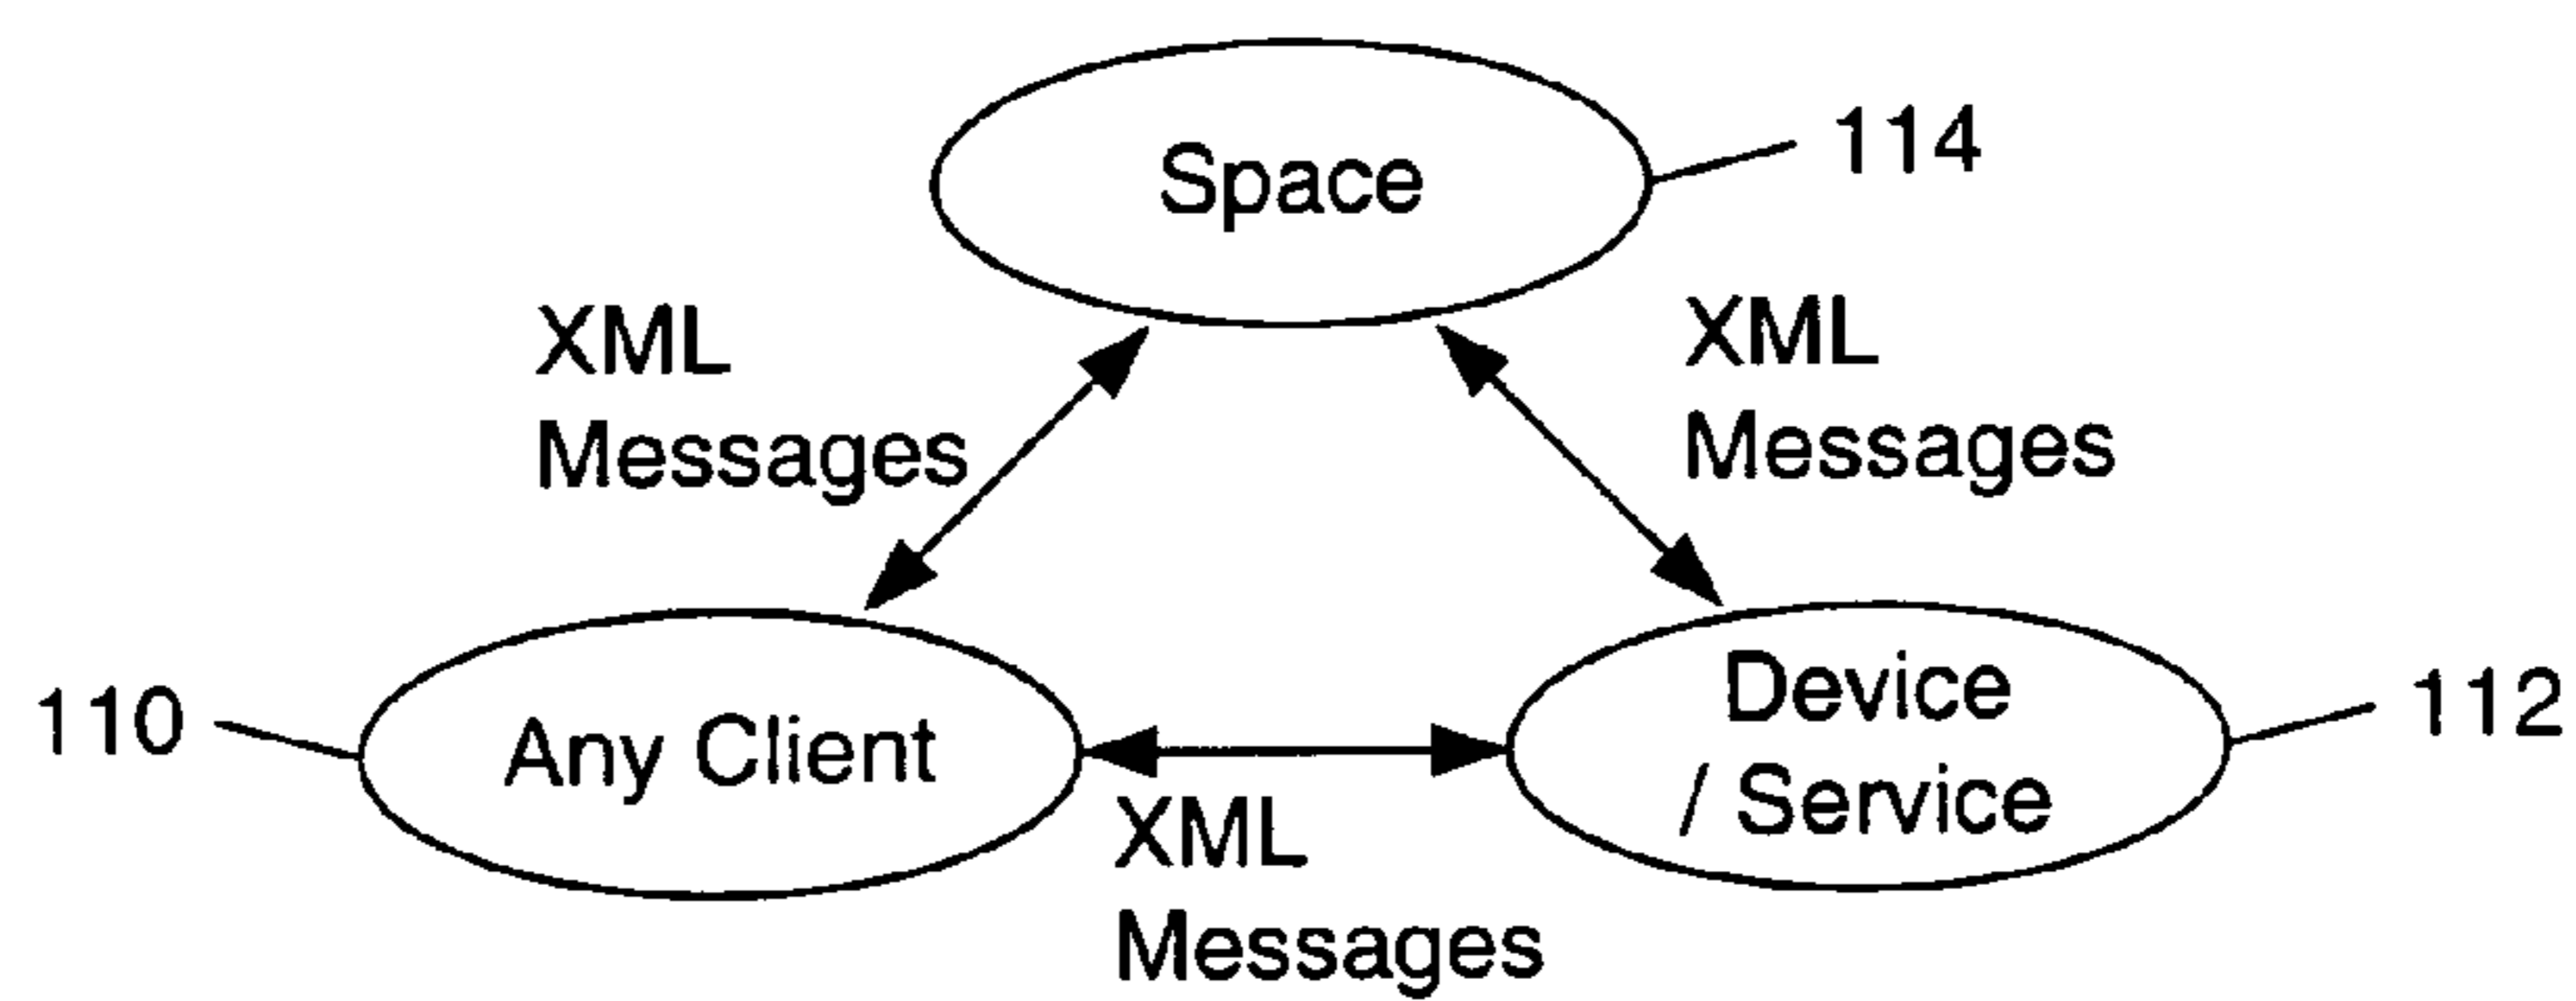 Space
114
XML
Messages
XML
Messages
110
Any Client
Device
/ Service
112
XML
Messages